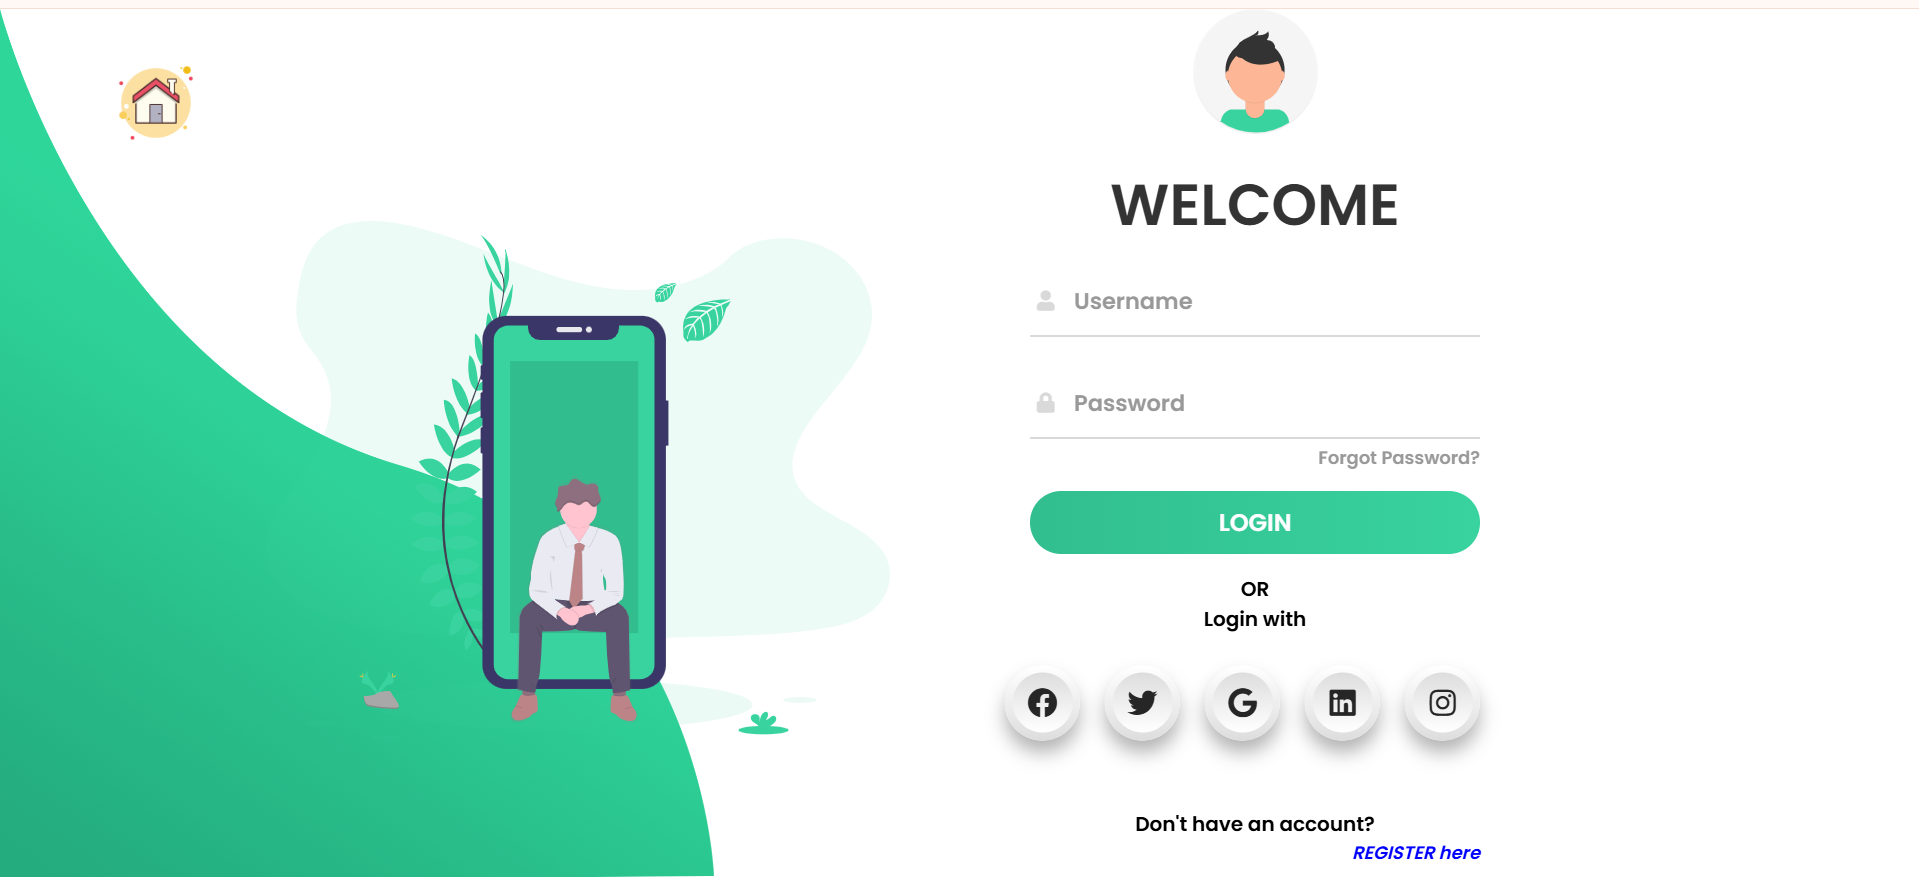 WELCOME
Username
Password
Forgot Password?
LOGIN
OR
Login with
Don't have an account?
REGISTER here